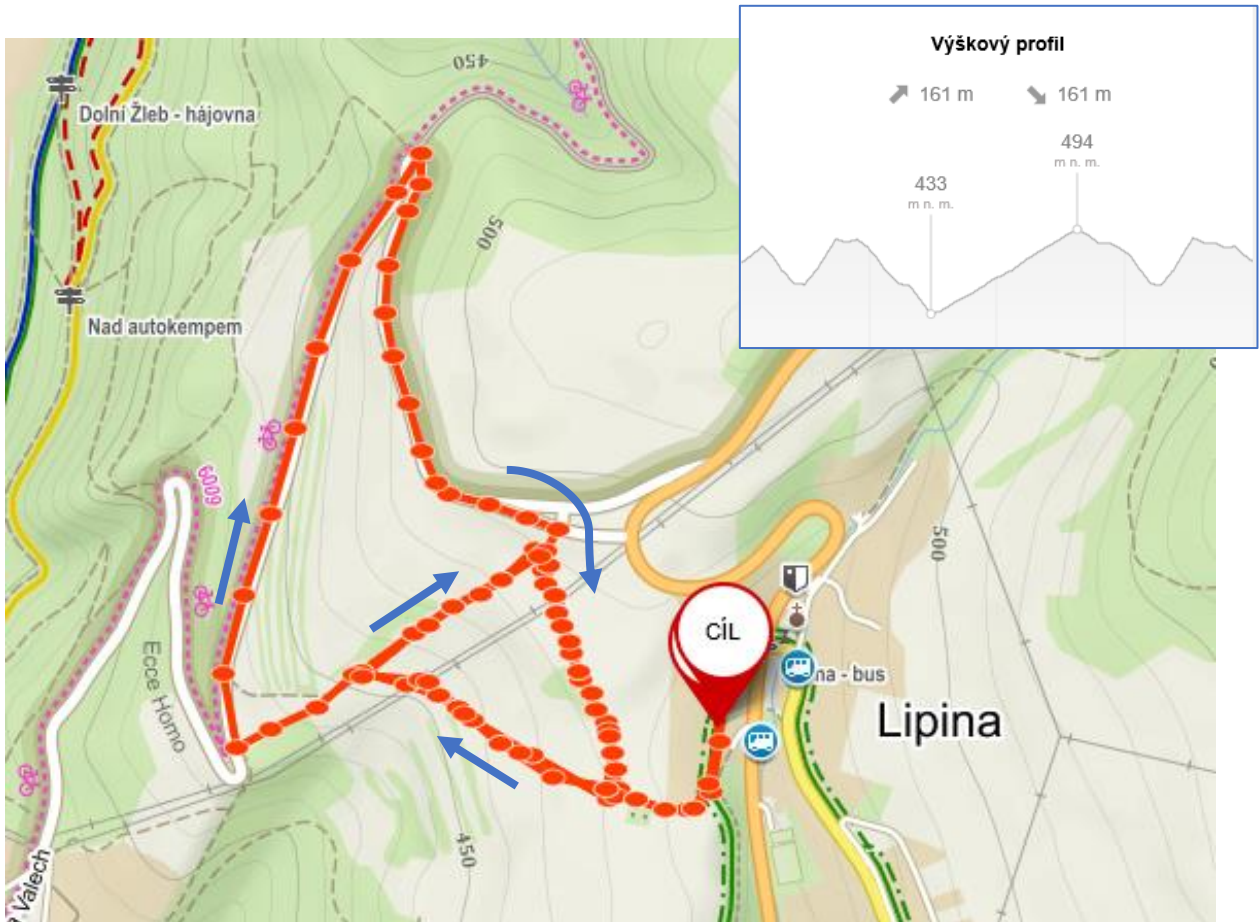 Výškový profil
161 m 161 m
494
m n. m.
433
m n. m.
450
Dolní Žleb - hájovna
500
Nad autokempem
6009
Ecce Homo
500
CÍL
na - bus
Lipina
450
Valech